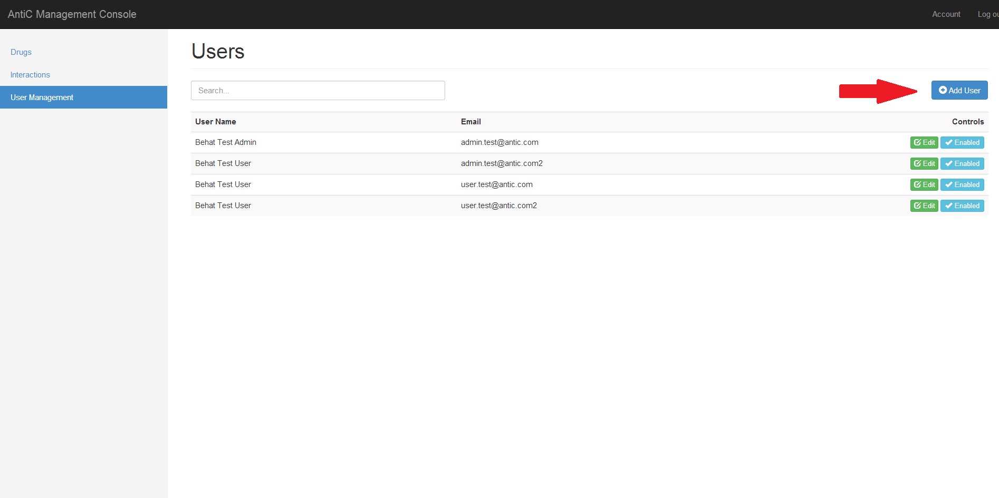 AntiC Management Console Account Log ou
Drugs
Interactions
User Management
Users
Search...
Add User
User Name Email Controls
Behat Test Admin admin.test@antic.com Edit Enabled
Behat Test User admin.test@antic.com2 Edit Enabled
Behat Test User user.test@antic.com Edit Enabled
Behat Test User user.test@antic.com2 Edit Enabled